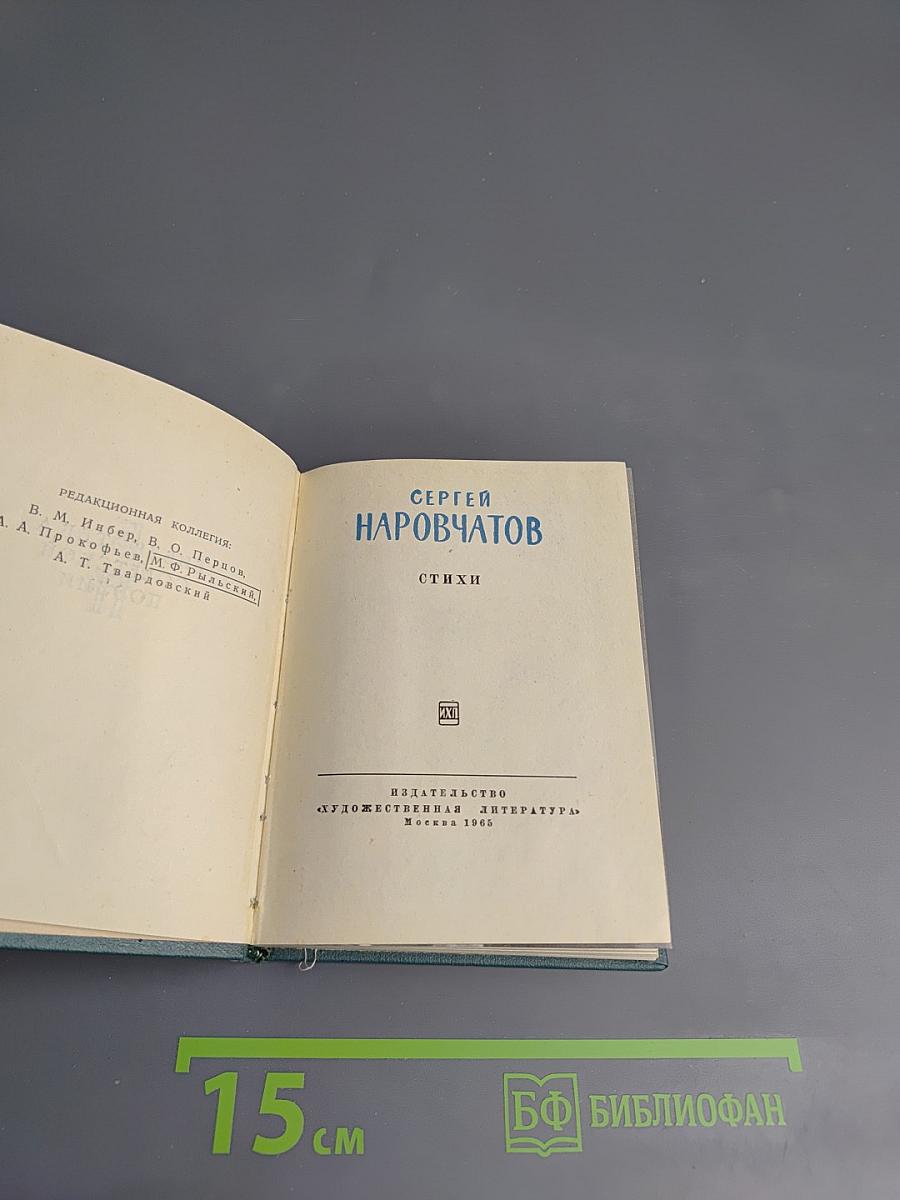 РЕДАКЦИОННАЯ КОЛЛЕГИЯ:
В. М. Инбер, В. О. Перцов,
А. А. Прокофьев, М. Ф. Рыльский,
А. Т. Твардовский
СЕРГЕЙ
НАРОВЧАТОВ
СТИХИ
ИХЛ
ИЗДАТЕЛЬСТВО
«ХУДОЖЕСТВЕННАЯ ЛИТЕРАТУРА»
Москва 1965
15 см
БФ БИБЛИОФАН